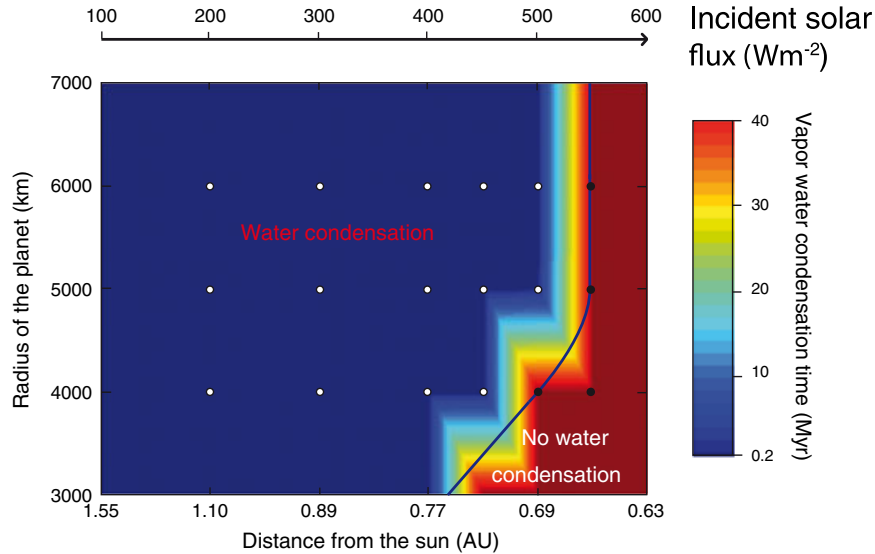 100 200 300 400 500 600
Incident solar
flux (Wm-2)
7000
6000
5000
4000
3000
Radius of the planet (km)
Water condensation
No water
condensation
1.55 1.10 0.89 0.77 0.69 0.63
Distance from the sun (AU)
40
30
20
10
0.2
Vapor water condensation time (Myr)